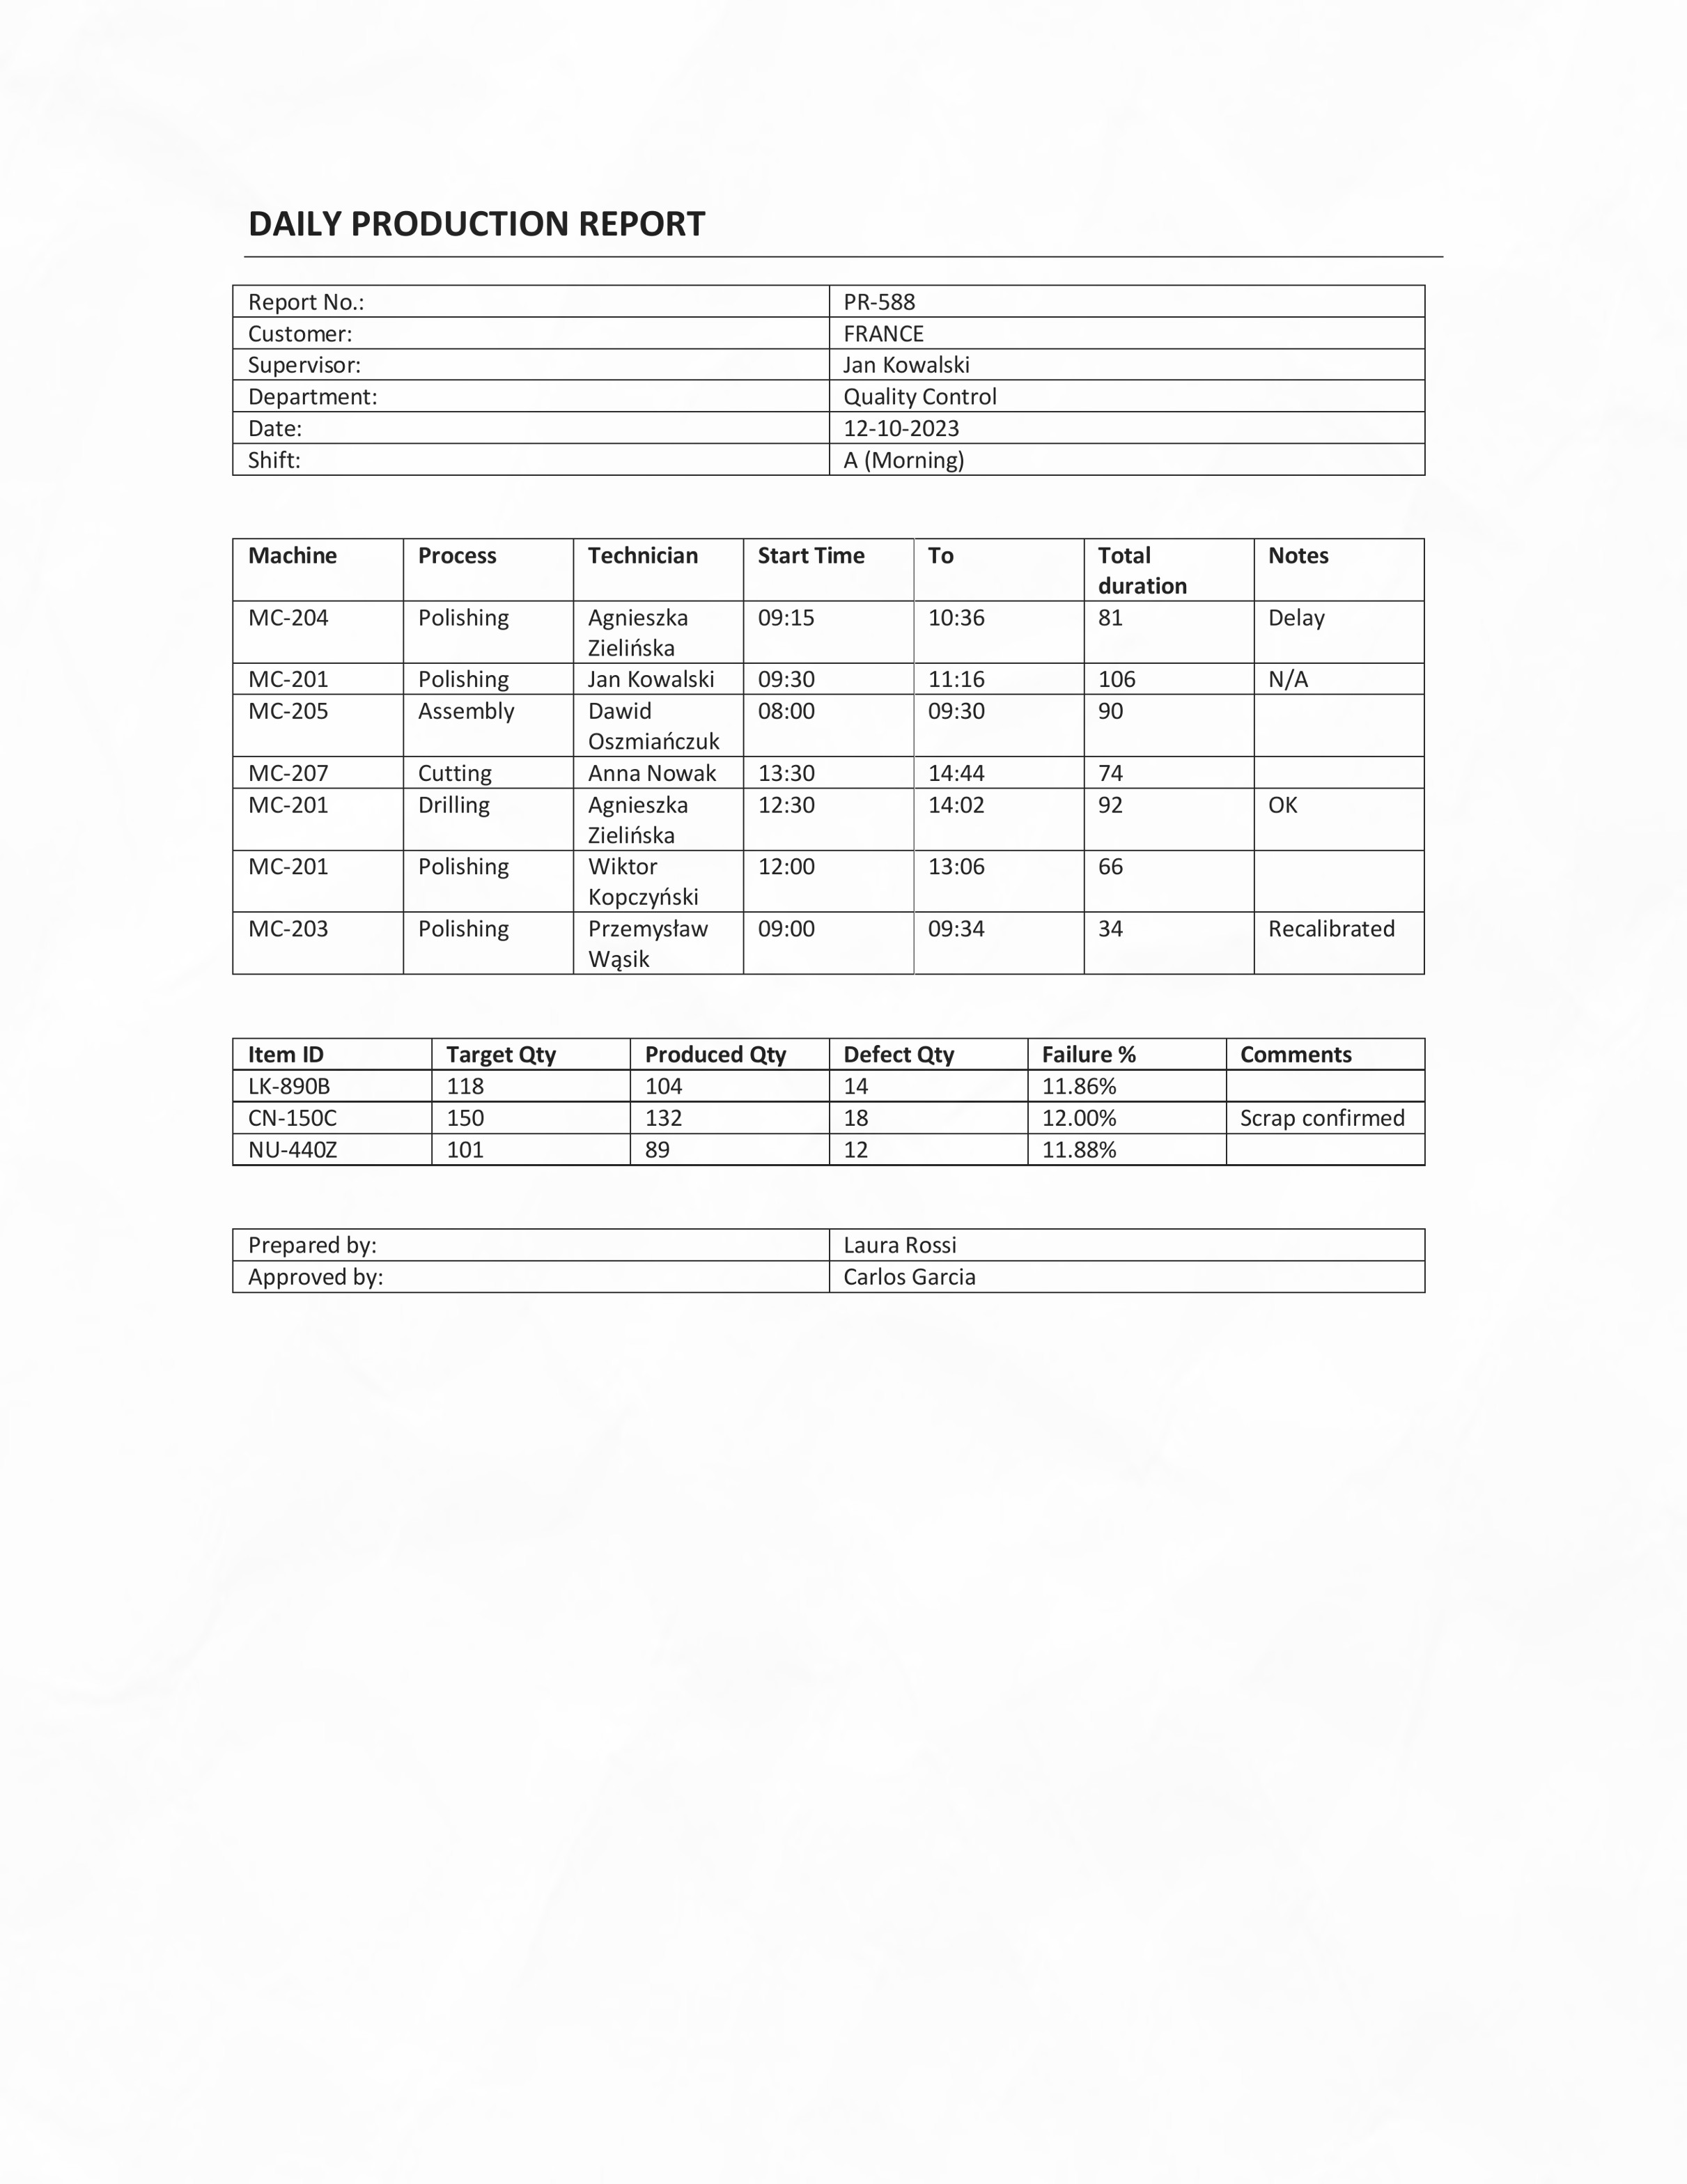 DAILY PRODUCTION REPORT
Report No.: PR-588
Customer: FRANCE
Supervisor: Jan Kowalski
Department: Quality Control
Date: 12-10-2023
Shift: A (Morning)
Machine Process Technician Start Time To Total duration Notes
MC-204 Polishing Agnieszka Zielińska 09:15 10:36 81 Delay
MC-201 Polishing Jan Kowalski 09:30 11:16 106 N/A
MC-205 Assembly Dawid Oszmiańczuk 08:00 09:30 90
MC-207 Cutting Anna Nowak 13:30 14:44 74
MC-201 Drilling Agnieszka Zielińska 12:30 14:02 92 OK
MC-201 Polishing Wiktor Kopczyński 12:00 13:06 66
MC-203 Polishing Przemysław Wąsik 09:00 09:34 34 Recalibrated
Item ID Target Qty Produced Qty Defect Qty Failure % Comments
LK-890B 118 104 14 11.86%
CN-150C 150 132 18 12.00% Scrap confirmed
NU-440Z 101 89 12 11.88%
Prepared by: Laura Rossi
Approved by: Carlos Garcia